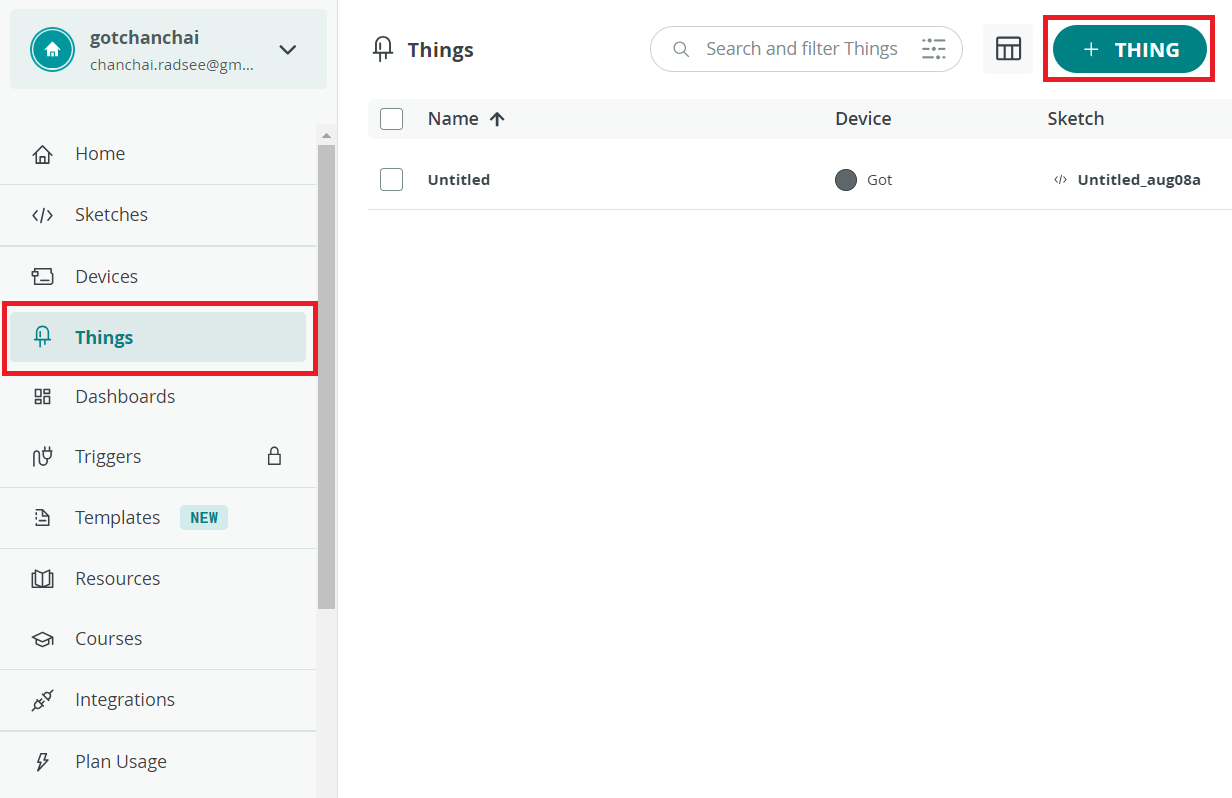 gotchanchai
chanchai.radsee@gm...
Home
Sketches
Devices
Things
Dashboards
Triggers
Templates NEW
Resources
Courses
Integrations
Plan Usage
Things
Search and filter Things
+ THING
Name Device Sketch
Untitled Got Untitled_aug08a